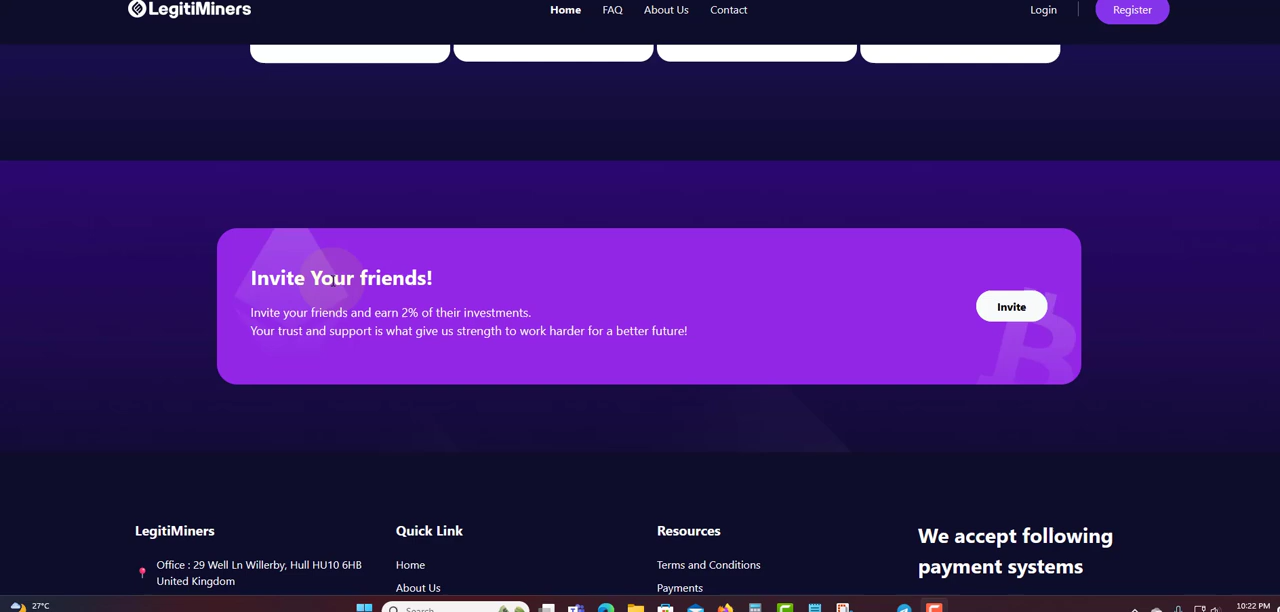 LegitiMiners
Home FAQ About Us Contact Login Register
Invite Your friends!
Invite your friends and earn 2% of their investments.
Your trust and support is what give us strength to work harder for a better future!
Invite
LegitiMiners
Office : 29 Well Ln Willerby, Hull HU10 6HB
United Kingdom
Quick Link
Home
About Us
Resources
Terms and Conditions
Payments
We accept following
payment systems
27°C
Search
10:22 PM